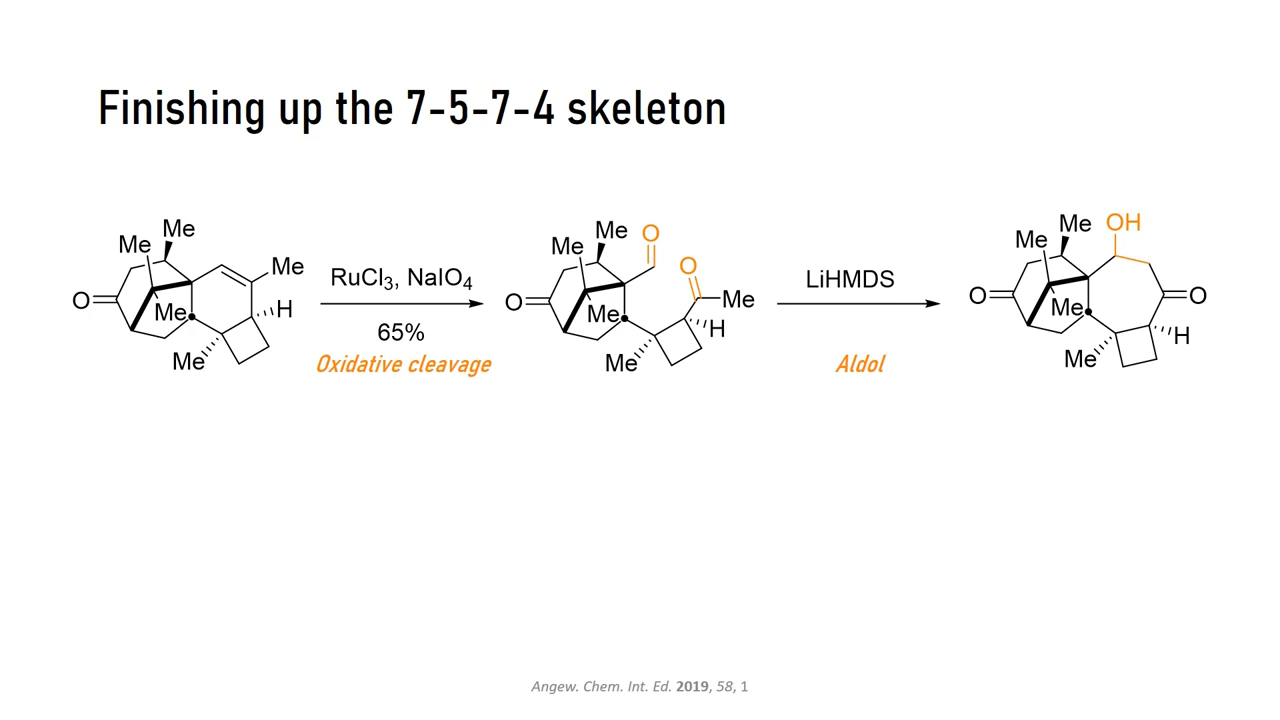 Finishing up the 7-5-7-4 skeleton
Me
Me
O
Me
Me
H
Me
RuCl₃, NaIO₄
65%
Oxidative cleavage
Me
Me
O
O
O
Me
Me
H
Me
LiHMDS
Aldol
OH
Me
Me
O
Me
O
H
Me
Angew. Chem. Int. Ed. 2019, 58, 1